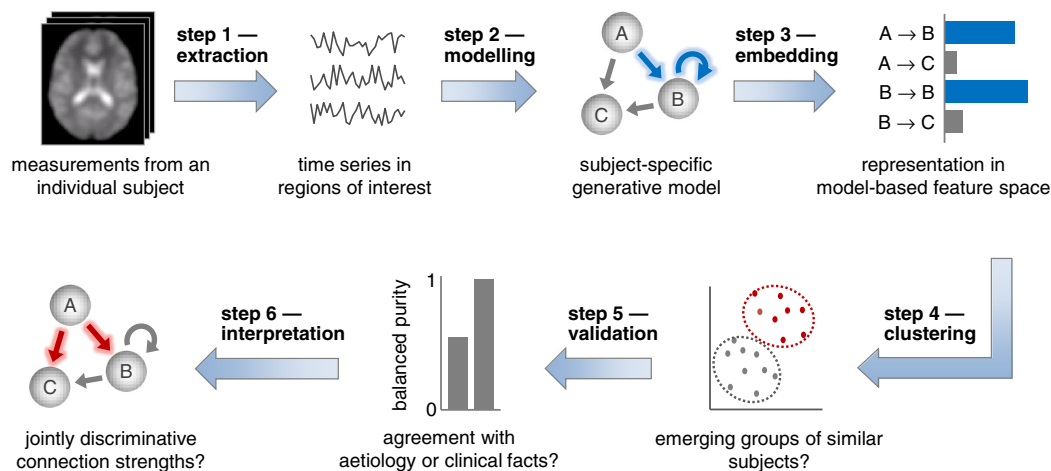 step 1 —
extraction
step 2 —
modelling
A
B
C
step 3 —
embedding
A → B
A → C
B → B
B → C
measurements from an
individual subject
time series in
regions of interest
subject-specific
generative model
representation in
model-based feature space
A
B
C
step 6 —
interpretation
balanced purity
1
0
step 5 —
validation
step 4 —
clustering
jointly discriminative
connection strengths?
agreement with
aetiology or clinical facts?
emerging groups of similar
subjects?